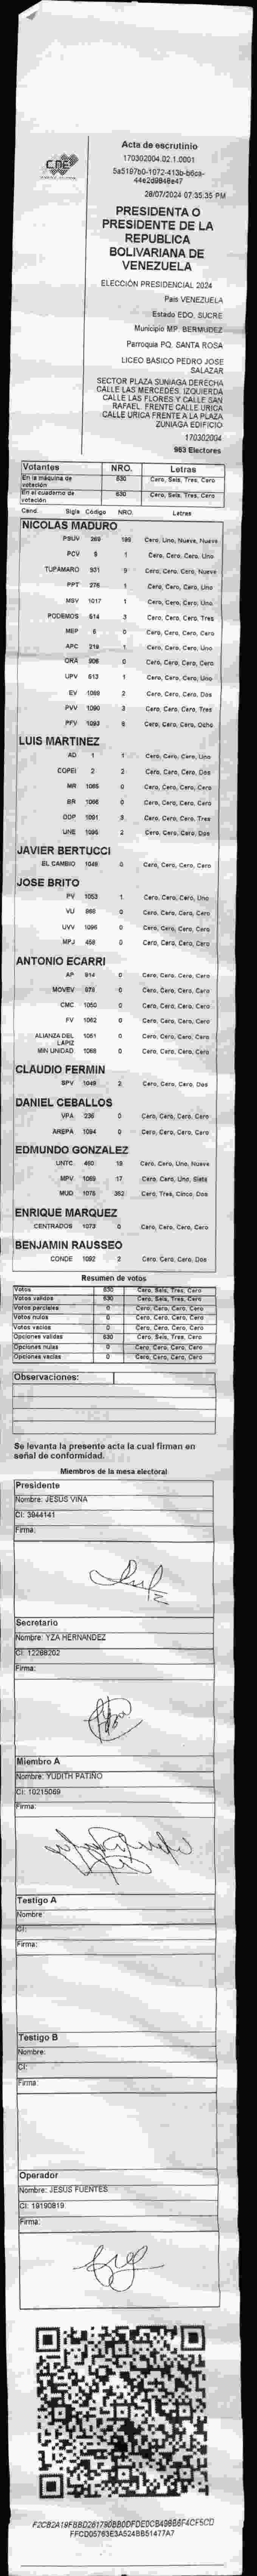 CNE
Acta de escrutinio
170302004.02.1.0001
28/07/2024 07:35:35 PM
PRESIDENTA O
PRESIDENTE DE LA
REPUBLICA
BOLIVARIANA DE
VENEZUELA
ELECCIÓN PRESIDENCIAL 2024
Pais VENEZUELA
Estado EDO. SUCRE
Municipio MP. BERMUDEZ
Parroquia PQ. SANTA ROSA
LICEO BASICO PEDRO JOSE
SALAZAR
SECTOR PLAZA SUNIAGA DERECHA
CALLE LAS MERCEDES. IZQUIERDA
CALLE LAS FLORES Y CALLE SAN
RAFAEL. FRENTE CALLE URICA
CALLE URICA FRENTE A LA PLAZA
ZUNIAGA EDIFICIO
170302004
963 Electores
Votantes NRO. Letras
En la máquina de votación 630 Cero, Seis, Tres, Cero
En el cuaderno de votación 630 Cero, Seis, Tres, Cero
Cand. Sigla Código NRO. Letras
NICOLAS MADURO
PSUV 269 199 Cero, Uno, Nueve, Nueve
PCV 5 1 Cero, Cero, Cero, Uno
TUPAMARO 931 9 Cero, Cero, Cero, Nueve
PPT 276 1 Cero, Cero, Cero, Uno
MSV 1017 1 Cero, Cero, Cero, Uno
PODEMOS 514 3 Cero, Cero, Cero, Tres
MEP 6 0 Cero, Cero, Cero, Cero
APC 218 1 Cero, Cero, Cero, Uno
ORA 906 0 Cero, Cero, Cero, Cero
UPV 613 1 Cero, Cero, Cero, Uno
EV 1089 2 Cero, Cero, Cero, Dos
PVV 1090 3 Cero, Cero, Cero, Tres
PFV 1093 8 Cero, Cero, Cero, Ocho
LUIS MARTINEZ
AD 1 1 Cero, Cero, Cero, Uno
COPEI 2 2 Cero, Cero, Cero, Dos
MR 1065 0 Cero, Cero, Cero, Cero
BR 1066 0 Cero, Cero, Cero, Cero
DDP 1091 3 Cero, Cero, Cero, Tres
UNE 1095 2 Cero, Cero, Cero, Dos
JAVIER BERTUCCI
EL CAMBIO 1048 0 Cero, Cero, Cero, Cero
JOSE BRITO
PV 1053 1 Cero, Cero, Cero, Uno
VU 868 0 Cero, Cero, Cero, Cero
UVV 1096 0 Cero, Cero, Cero, Cero
MPJ 458 0 Cero, Cero, Cero, Cero
ANTONIO ECARRI
AP 914 0 Cero, Cero, Cero, Cero
MOVEV 978 0 Cero, Cero, Cero, Cero
CMC 1050 0 Cero, Cero, Cero, Cero
FV 1062 0 Cero, Cero, Cero, Cero
ALIANZA DEL LAPIZ 1051 0 Cero, Cero, Cero, Cero
MIN UNIDAD 1068 0 Cero, Cero, Cero, Cero
CLAUDIO FERMIN
SPV 1049 2 Cero, Cero, Cero, Dos
DANIEL CEBALLOS
VPA 236 0 Cero, Cero, Cero, Cero
AREPA 1094 0 Cero, Cero, Cero, Cero
EDMUNDO GONZALEZ
UNTC 460 19 Cero, Cero, Uno, Nueve
MPV 1069 17 Cero, Cero, Uno, Siete
MUD 1075 352 Cero, Tres, Cinco, Dos
ENRIQUE MARQUEZ
CENTRADOS 1073 0 Cero, Cero, Cero, Cero
BENJAMIN RAUSSEO
CONDE 1092 2 Cero, Cero, Cero, Dos
Resumen de votos
Votos 630 Cero, Seis, Tres, Cero
Votos validos 630 Cero, Seis, Tres, Cero
Votos parciales 0 Cero, Cero, Cero, Cero
Votos nulos 0 Cero, Cero, Cero, Cero
Votos vacios 0 Cero, Cero, Cero, Cero
Opciones validas 630 Cero, Seis, Tres, Cero
Opciones nulas 0 Cero, Cero, Cero, Cero
Opciones vacias 0 Cero, Cero, Cero, Cero
Observaciones:
Se levanta la presente acta la cual firman en
señal de conformidad.
Miembros de la mesa electoral
Presidente
Nombre: JESUS VINA
CI: 3944141
Firma:
Secretario
Nombre: YZA HERNANDEZ
CI: 12288202
Firma:
Miembro A
Nombre: YUDITH PATIÑO
CI: 10215069
Firma:
Testigo A
Nombre:
CI:
Firma:
Testigo B
Nombre:
CI:
Firma:
Operador
Nombre: JESUS FUENTES
CI: 19190819
Firma: